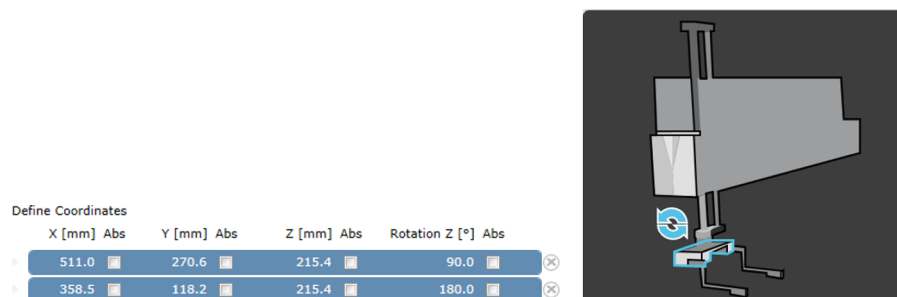 Define Coordinates
X [mm] Abs Y [mm] Abs Z [mm] Abs Rotation Z [°] Abs
511.0 270.6 215.4 90.0
358.5 118.2 215.4 180.0